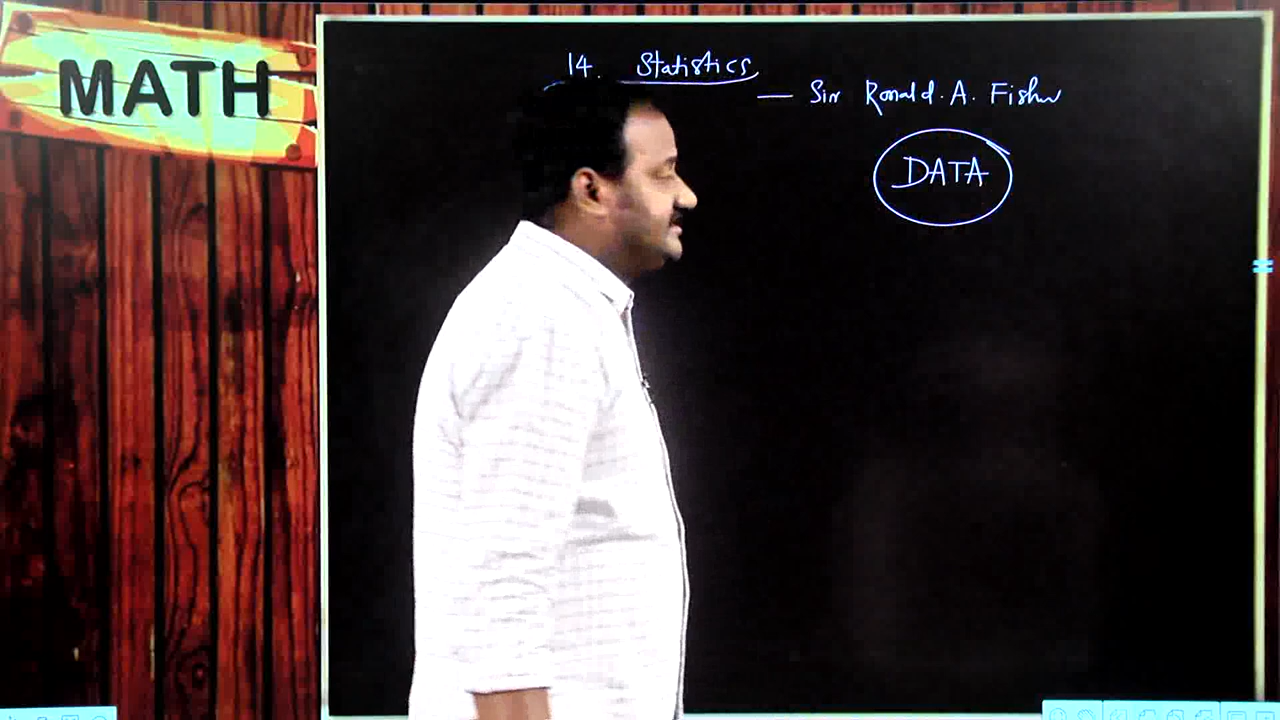 MATH
14. Statistics
— Sir Ronald. A. Fisher
DATA